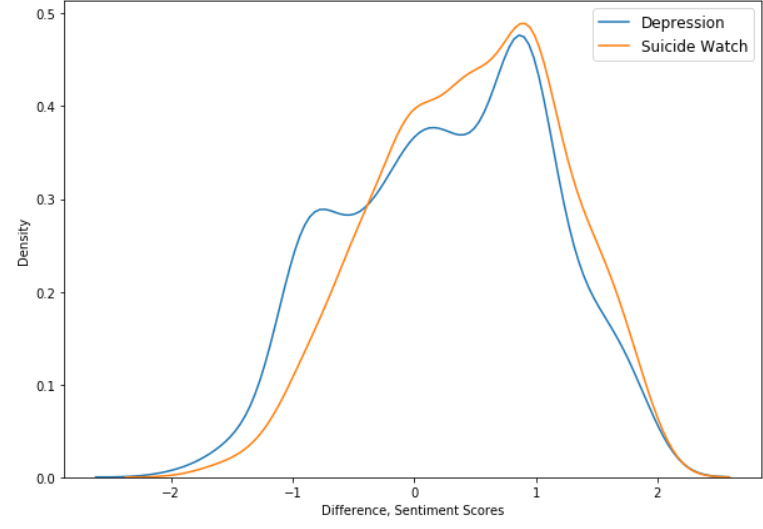 Depression
Suicide Watch
0.5
0.4
0.3
0.2
0.1
0.0
Density
−2
−1
0
1
2
Difference, Sentiment Scores